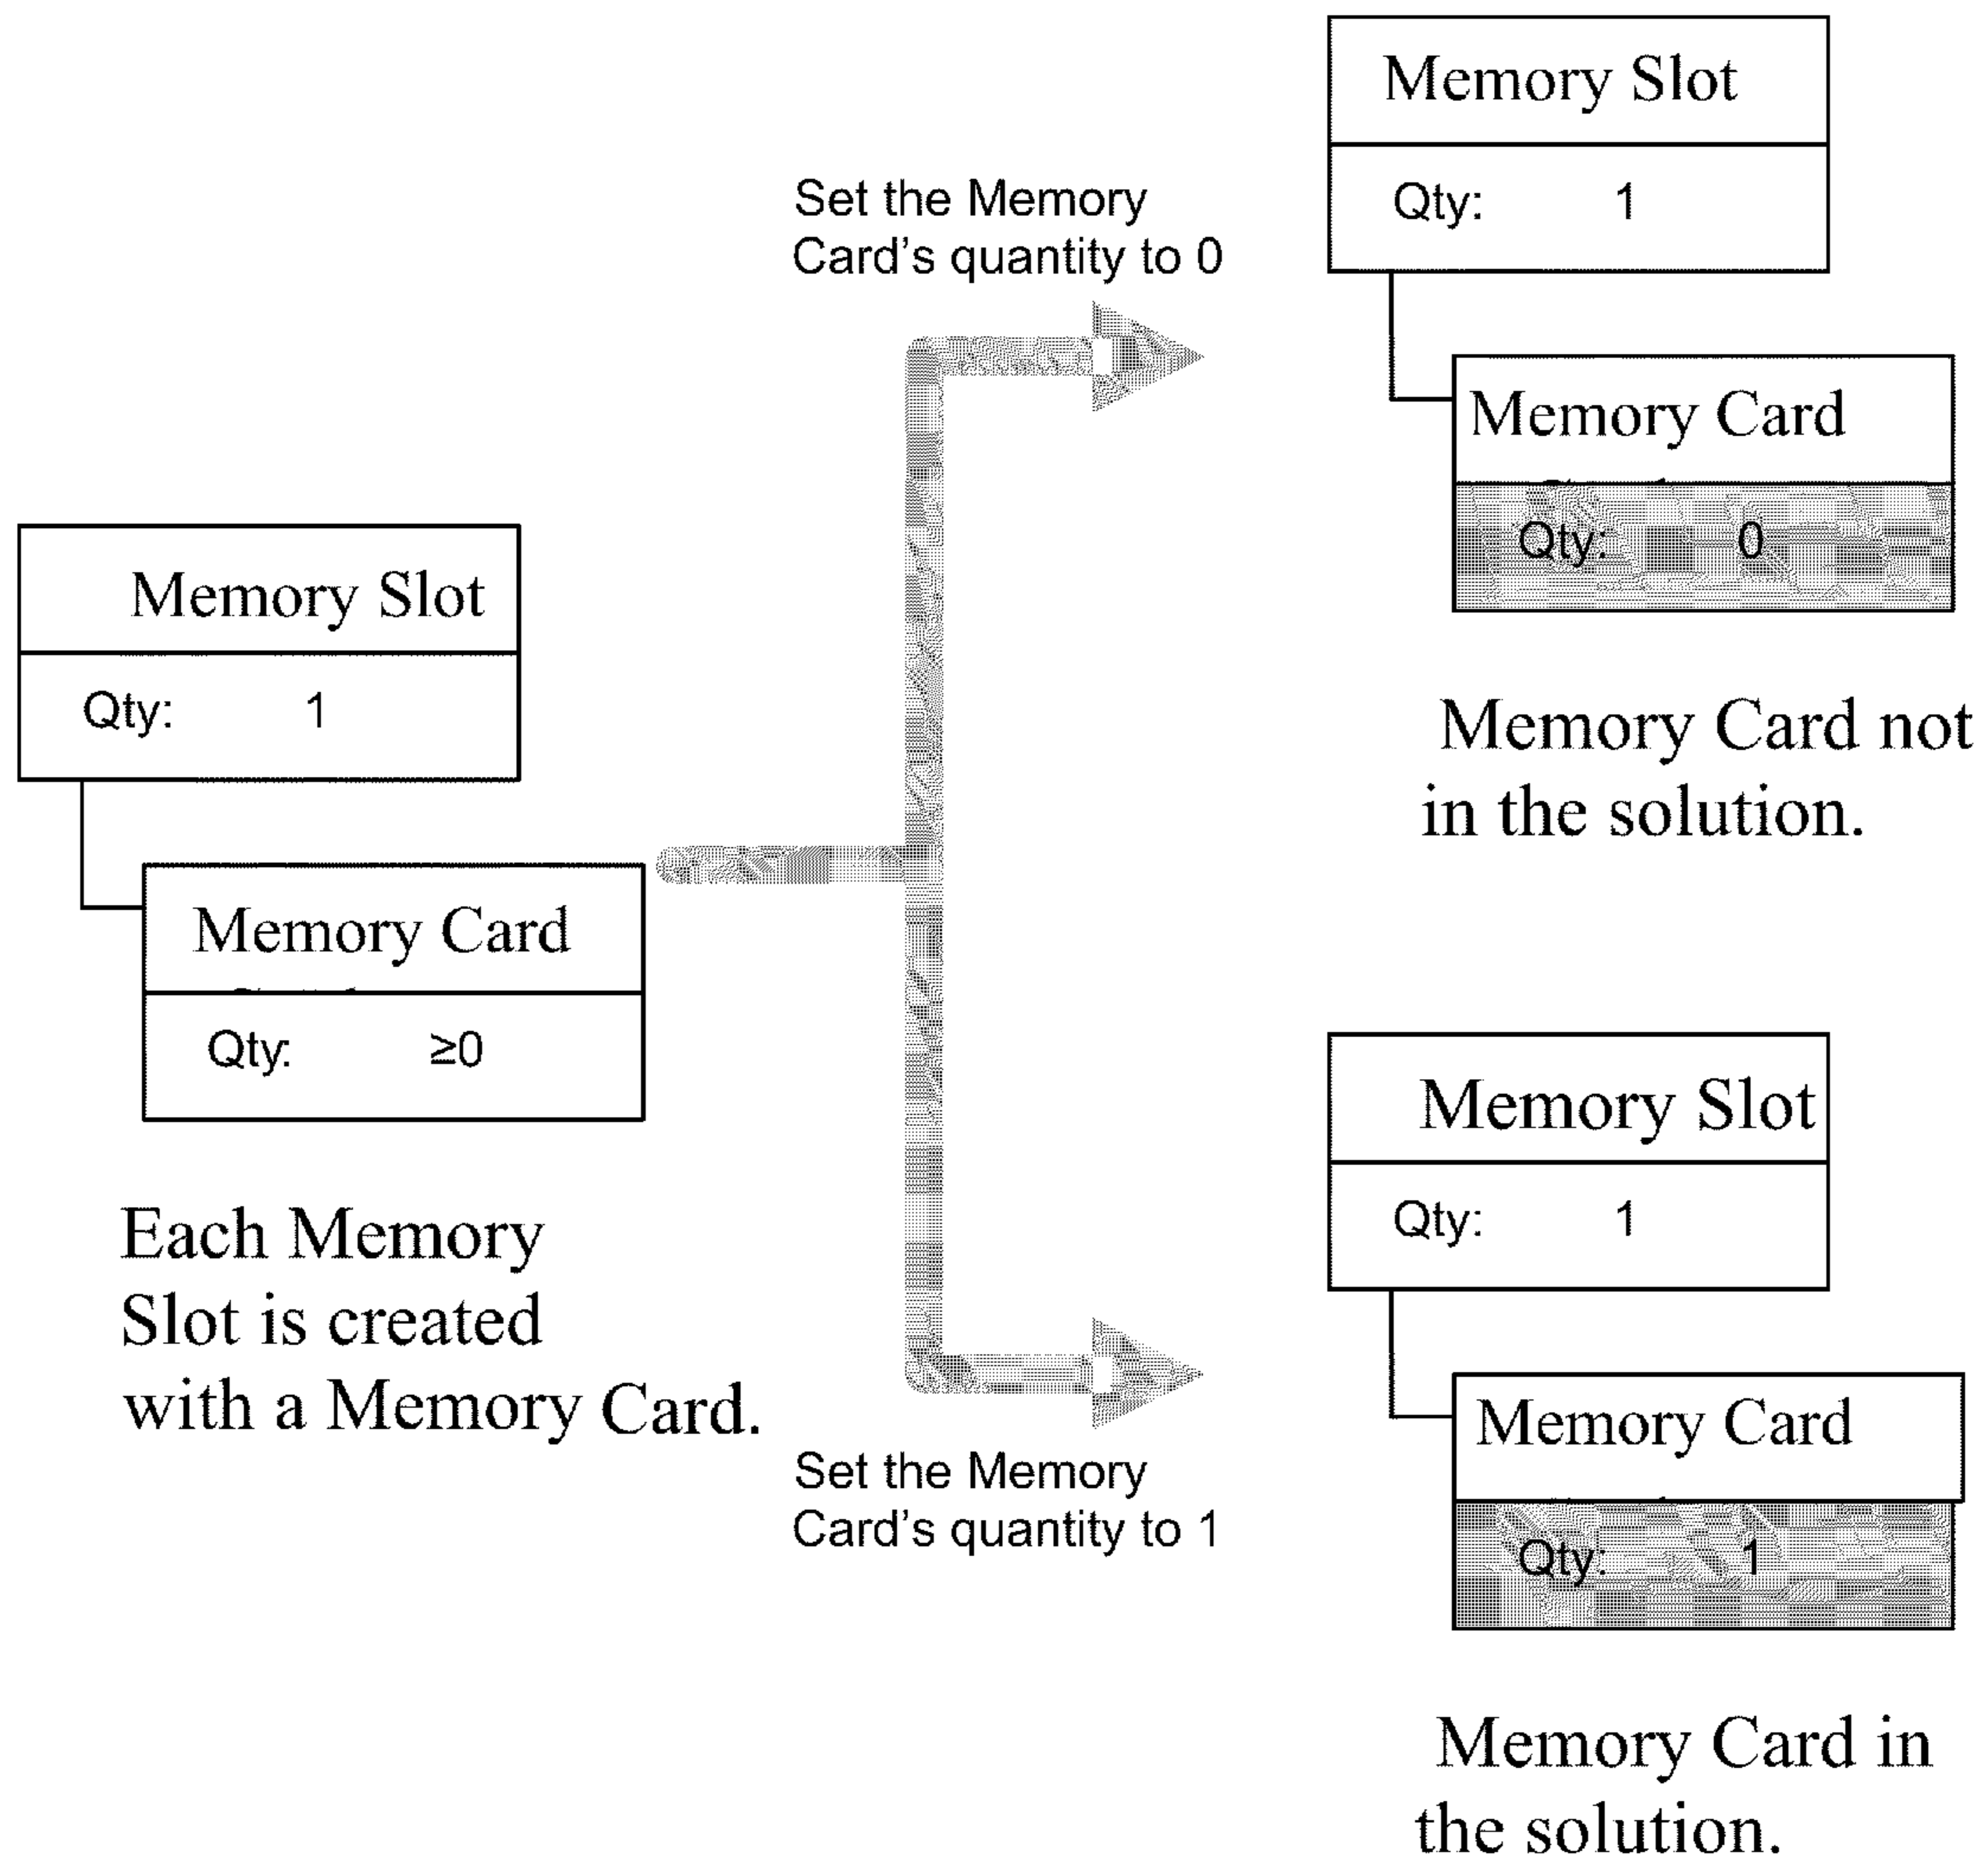 Memory Slot
Qty: 1
Memory Card
Qty: ≥0
Each Memory
Slot is created
with a Memory Card.
Set the Memory
Card's quantity to 0
Memory Slot
Qty: 1
Memory Card
Qty: 0
Memory Card not
in the solution.
Set the Memory
Card's quantity to 1
Memory Slot
Qty: 1
Memory Card
Qty: 1
Memory Card in
the solution.